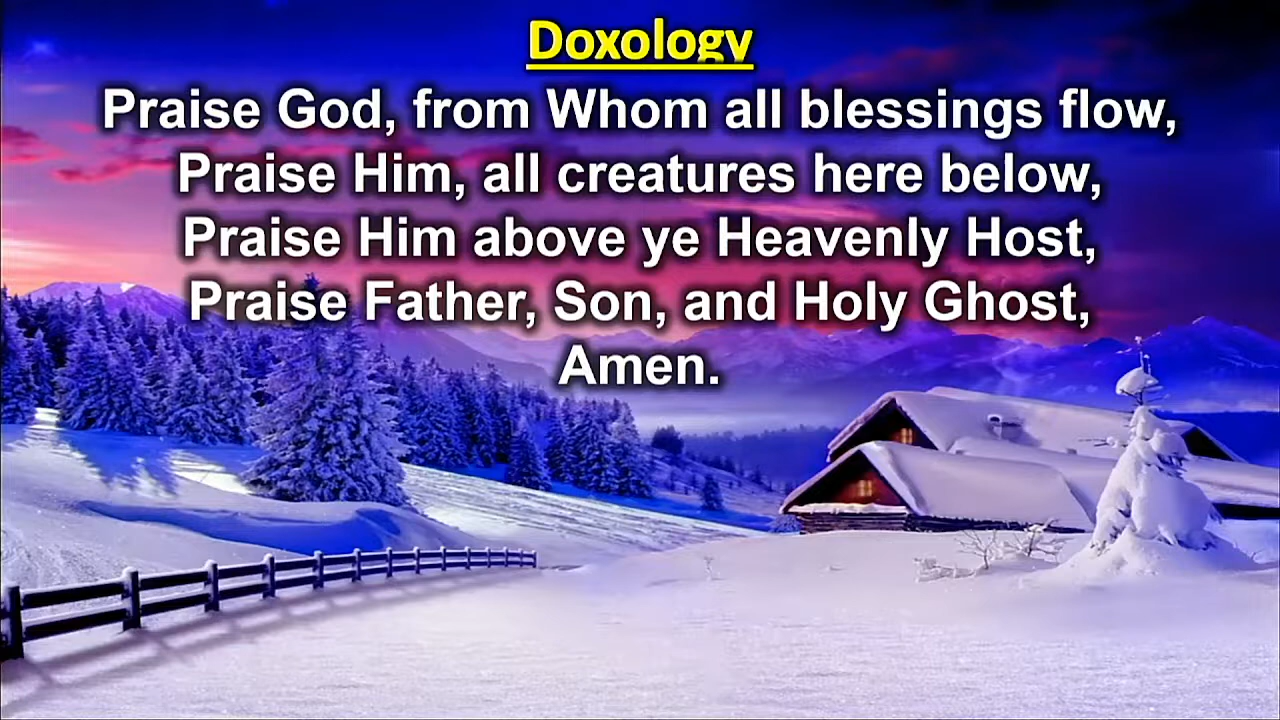 Doxology
Praise God, from Whom all blessings flow,
Praise Him, all creatures here below,
Praise Him above ye Heavenly Host,
Praise Father, Son, and Holy Ghost,
Amen.